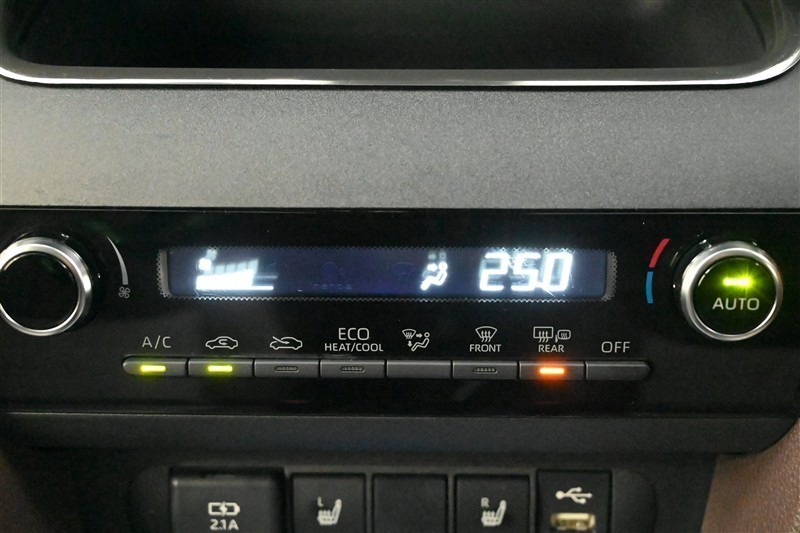 25.0
AUTO
A/C
ECO
HEAT/COOL
FRONT
REAR
OFF
2.1A
L
R